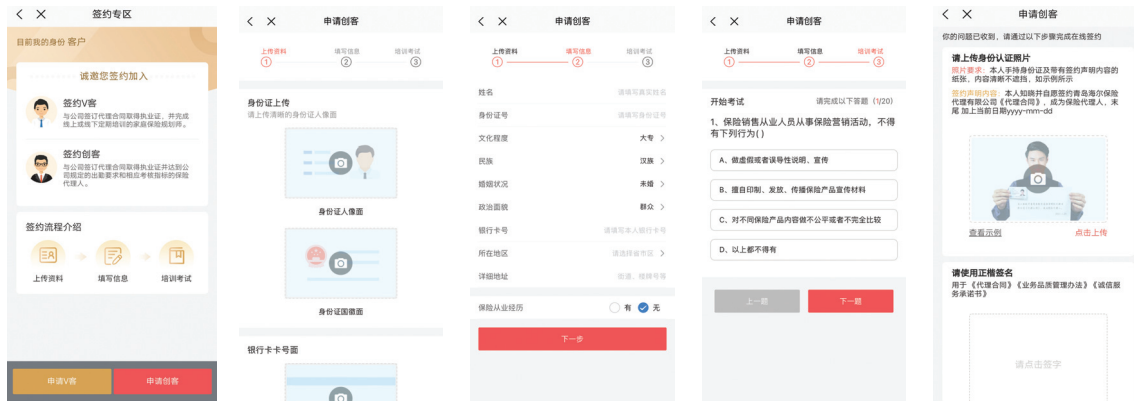 签约专区
目前我的身份 客户
诚邀您签约加入
签约V客
与公司签订代理合同取得执业证，并完成
线上或线下定期培训的家庭保险规划师。
签约创客
与公司签订代理合同取得执业证并达到公
司规定的出勤要求和相应考核指标的保险
代理人。
签约流程介绍
上传资料
填写信息
培训考试
申请V客
申请创客
申请创客
上传资料
填写信息
培训考试
① ② ③
身份证上传
请上传清晰的身份证人像面
身份证人像面
身份证国徽面
银行卡卡号面
申请创客
上传资料
填写信息
培训考试
① ② ③
姓名 请填写真实姓名
身份证号 请填写身份证号
文化程度 大专 >
民族 汉族 >
婚姻状况 未婚 >
政治面貌 群众 >
银行卡号 请填写本人银行卡号
所在地区 请选择省市区 >
详细地址 街道、楼牌号等
保险从业经历 有 无
下一步
申请创客
上传资料
填写信息
培训考试
① ② ③
开始考试 请完成以下答题（1/20）
1、保险销售从业人员从事保险营销活动，不得
有下列行为( )
A、做虚假或者误导性说明、宣传
B、擅自印制、发放、传播保险产品宣传材料
C、对不同保险产品内容做不公平或者不完全比较
D、以上都不得有
上一题
下一题
申请创客
你的问题已收到，请通过以下步骤完成在线签约
请上传身份认证照片
照片要求：本人手持身份证及带有签约声明内容的
纸张，内容清晰不遮挡，如示例所示
签约声明内容：本人知晓并自愿签约青岛海尔保险
代理有限公司《代理合同》，成为保险代理人，末
尾加上当前日期yyyy-mm-dd
查看示例
点击上传
请使用正楷签名
用于《代理合同》《业务品质管理办法》《诚信服
务承诺书》
请点击签字